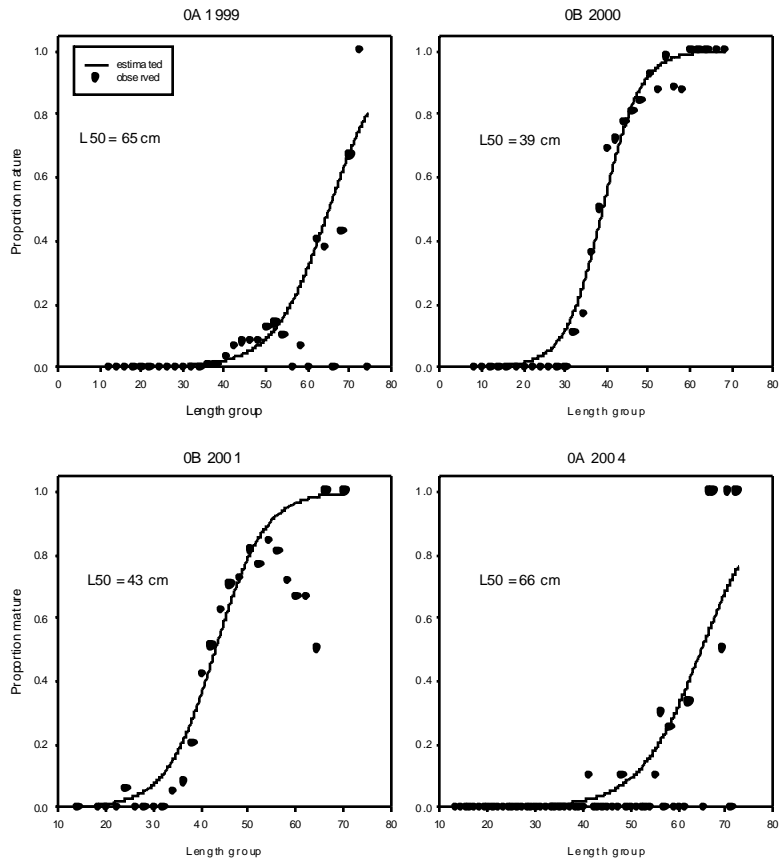 0A 1999
1.0
0.8
0.6
0.4
0.2
0.0
Proportion mature
estimated
observed
L50 = 65 cm
0 10 20 30 40 50 60 70 80
Length group
0B 2000
1.0
0.8
0.6
0.4
0.2
0.0
L50 = 39 cm
0 10 20 30 40 50 60 70 80
Length group
0B 2001
1.0
0.8
0.6
0.4
0.2
0.0
Proportion mature
L50 = 43 cm
10 20 30 40 50 60 70 80
Length group
0A 2004
1.0
0.8
0.6
0.4
0.2
0.0
L50 = 66 cm
10 20 30 40 50 60 70 80
Length group